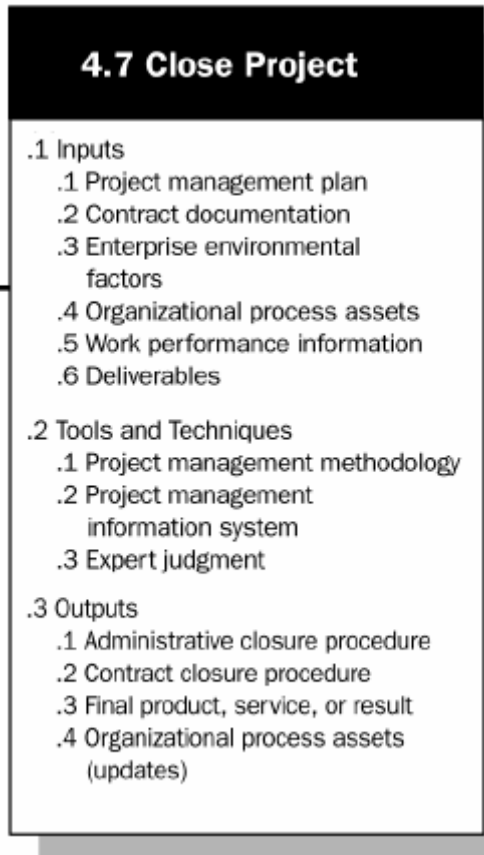 4.7 Close Project
.1 Inputs
.1 Project management plan
.2 Contract documentation
.3 Enterprise environmental
factors
.4 Organizational process assets
.5 Work performance information
.6 Deliverables
.2 Tools and Techniques
.1 Project management methodology
.2 Project management
information system
.3 Expert judgment
.3 Outputs
.1 Administrative closure procedure
.2 Contract closure procedure
.3 Final product, service, or result
.4 Organizational process assets
(updates)